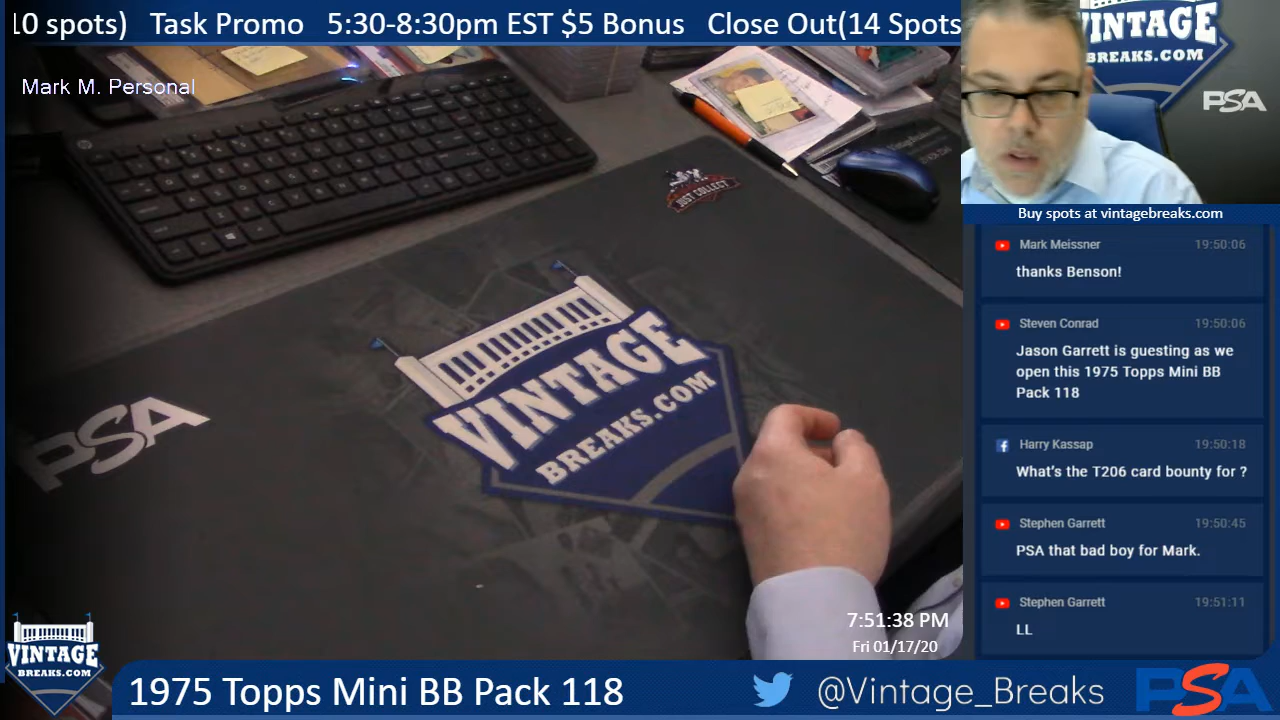 10 spots)   Task Promo   5:30-8:30pm EST $5 Bonus   Close Out(14 Spots
Mark M. Personal
JUST COLLECT
VINTAGE
BREAKS.COM
PSA
VINTAGE
BREAKS.COM
PSA
Buy spots at vintagebreaks.com
Mark Meissner 19:50:06
thanks Benson!
Steven Conrad 19:50:06
Jason Garrett is guesting as we
open this 1975 Topps Mini BB
Pack 118
Harry Kassap 19:50:18
What's the T206 card bounty for ?
Stephen Garrett 19:50:45
PSA that bad boy for Mark.
Stephen Garrett 19:51:11
LL
7:51:38 PM
Fri 01/17/20
VINTAGE
BREAKS.COM
1975 Topps Mini BB Pack 118
@Vintage_Breaks
PSA